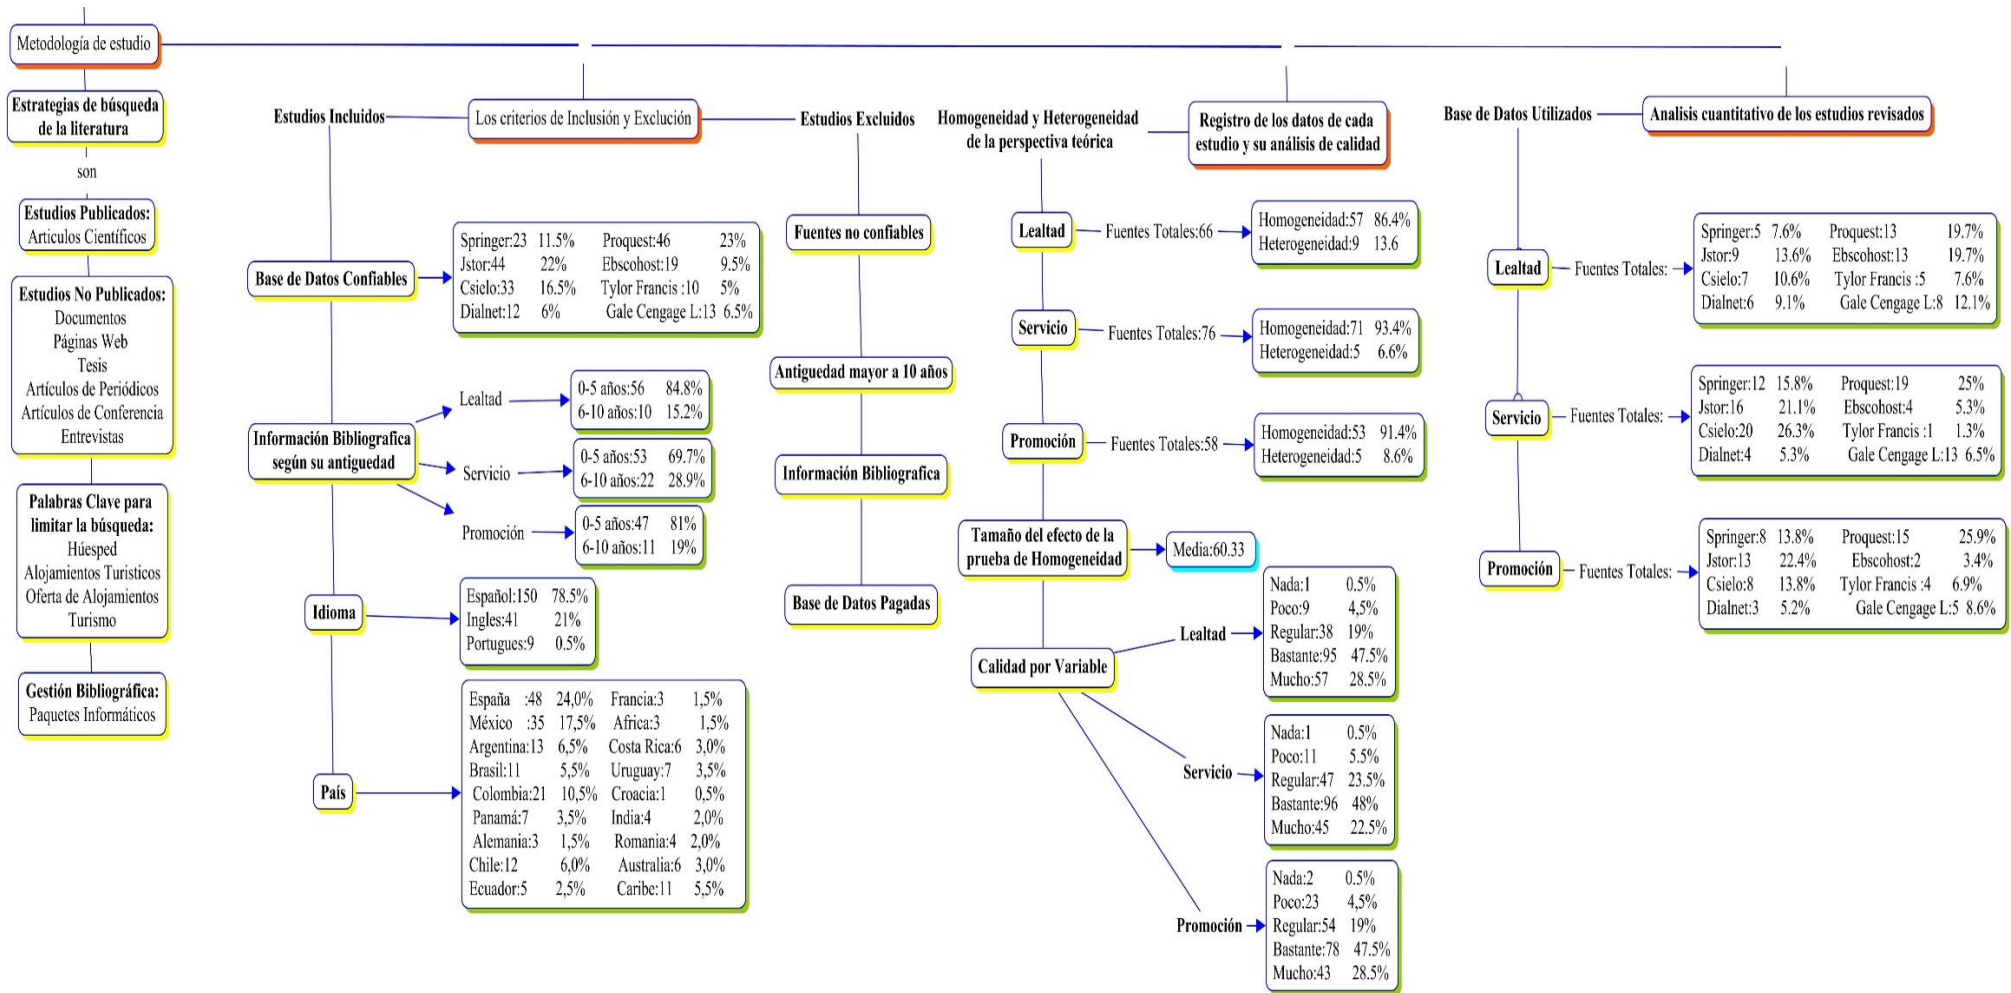 Metodología de estudio
Estrategias de búsqueda
de la literatura
son
Estudios Publicados:
Articulos Científicos
Estudios No Publicados:
Documentos
Páginas Web
Tesis
Artículos de Periódicos
Artículos de Conferencia
Entrevistas
Palabras Clave para
limitar la búsqueda:
Húesped
Alojamientos Turisticos
Oferta de Alojamientos
Turismo
Gestión Bibliográfica:
Paquetes Informáticos
Estudios Incluidos
Los criterios de Inclusión y Exclución
Estudios Excluidos
Base de Datos Confiables
Springer:23 11.5% Proquest:46 23%
Jstor:44 22% Ebscohost:19 9.5%
Csielo:33 16.5% Tylor Francis :10 5%
Dialnet:12 6% Gale Cengage L:13 6.5%
Información Bibliografica
según su antiguedad
Lealtad
0-5 años:56 84.8%
6-10 años:10 15.2%
Servicio
0-5 años:53 69.7%
6-10 años:22 28.9%
Promoción
0-5 años:47 81%
6-10 años:11 19%
Idioma
Español:150 78.5%
Ingles:41 21%
Portugues:9 0.5%
País
España :48 24,0% Francia:3 1,5%
México :35 17,5% Africa:3 1,5%
Argentina:13 6,5% Costa Rica:6 3,0%
Brasil:11 5,5% Uruguay:7 3,5%
Colombia:21 10,5% Croacia:1 0,5%
Panamá:7 3,5% India:4 2,0%
Alemania:3 1,5% Romania:4 2,0%
Chile:12 6,0% Australia:6 3,0%
Ecuador:5 2,5% Caribe:11 5,5%
Fuentes no confiables
Antiguedad mayor a 10 años
Información Bibliografica
Base de Datos Pagadas
Homogeneidad y Heterogeneidad
de la perspectiva teórica
Registro de los datos de cada
estudio y su análisis de calidad
Lealtad
Fuentes Totales:66
Homogeneidad:57 86.4%
Heterogeneidad:9 13.6
Servicio
Fuentes Totales:76
Homogeneidad:71 93.4%
Heterogeneidad:5 6.6%
Promoción
Fuentes Totales:58
Homogeneidad:53 91.4%
Heterogeneidad:5 8.6%
Tamaño del efecto de la
prueba de Homogeneidad
Media:60.33
Calidad por Variable
Lealtad
Nada:1 0.5%
Poco:9 4,5%
Regular:38 19%
Bastante:95 47.5%
Mucho:57 28.5%
Servicio
Nada:1 0.5%
Poco:11 5.5%
Regular:47 23.5%
Bastante:96 48%
Mucho:45 22.5%
Promoción
Nada:2 0.5%
Poco:23 4,5%
Regular:54 19%
Bastante:78 47.5%
Mucho:43 28.5%
Base de Datos Utilizados
Analisis cuantitativo de los estudios revisados
Lealtad
Fuentes Totales:
Springer:5 7.6% Proquest:13 19.7%
Jstor:9 13.6% Ebscohost:13 19.7%
Csielo:7 10.6% Tylor Francis :5 7.6%
Dialnet:6 9.1% Gale Cengage L:8 12.1%
Servicio
Fuentes Totales:
Springer:12 15.8% Proquest:19 25%
Jstor:16 21.1% Ebscohost:4 5.3%
Csielo:20 26.3% Tylor Francis :1 1.3%
Dialnet:4 5.3% Gale Cengage L:13 6.5%
Promoción
Fuentes Totales:
Springer:8 13.8% Proquest:15 25.9%
Jstor:13 22.4% Ebscohost:2 3.4%
Csielo:8 13.8% Tylor Francis :4 6.9%
Dialnet:3 5.2% Gale Cengage L:5 8.6%